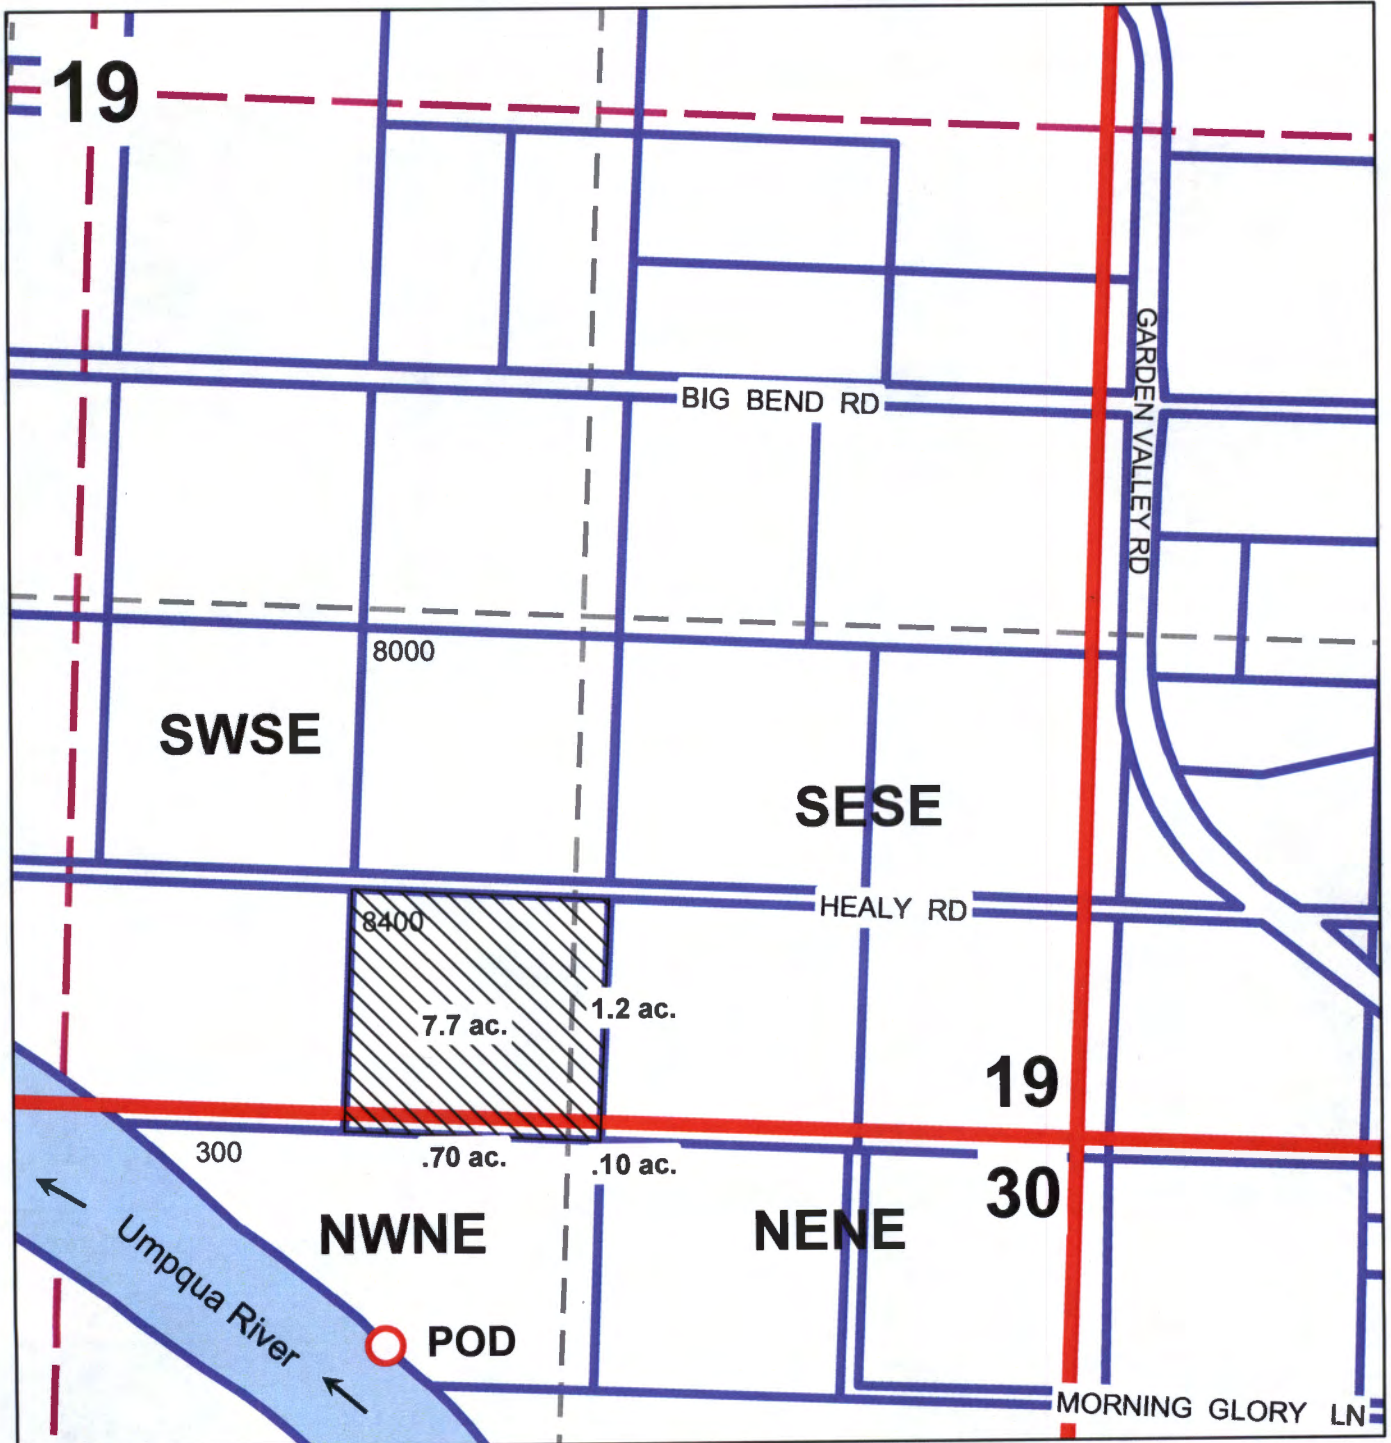 19
GARDEN VALLEY RD
BIG BEND RD
8000
SWSE
SESE
HEALY RD
8400
7.7 ac.
1.2 ac.
19
300
.70 ac.
.10 ac.
30
NWNE
NENE
Umpqua River
POD
MORNING GLORY LN